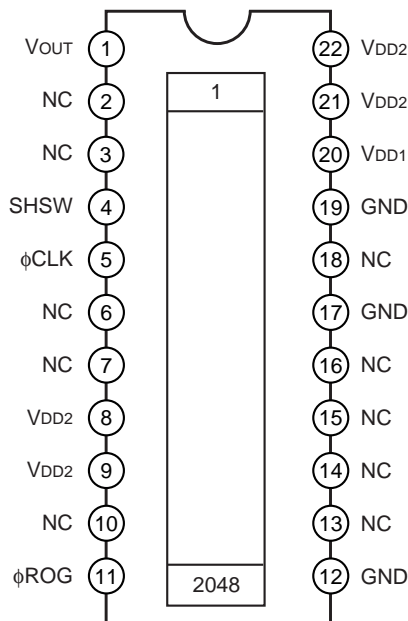 VOUT 1 22 VDD2
NC 2 1 21 VDD2
NC 3 20 VDD1
SHSW 4 19 GND
ϕCLK 5 18 NC
NC 6 17 GND
NC 7 16 NC
VDD2 8 15 NC
VDD2 9 14 NC
NC 10 13 NC
ϕROG 11 2048 12 GND